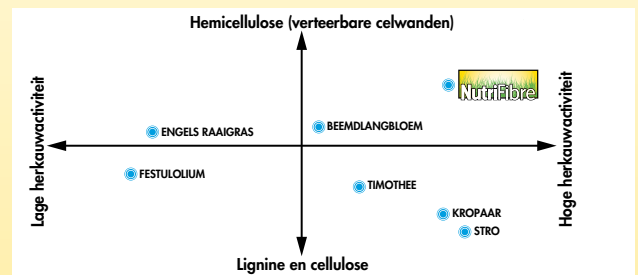 Hemicellulose (verteerbare celwanden)
Lage herkauwactiviteit
Hoge herkauwactiviteit
NutriFibre
ENGELS RAAIGRAS
BEEMDLANGBLOEM
FESTULOLIUM
TIMOTHEE
KROPAAR
STRO
Lignine en cellulose